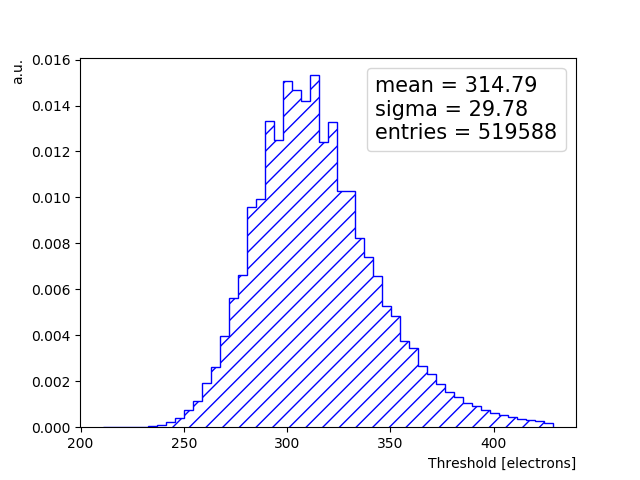 a.u.
0.016
0.014
0.012
0.010
0.008
0.006
0.004
0.002
0.000
mean = 314.79
sigma = 29.78
entries = 519588
200 250 300 350 400
Threshold [electrons]